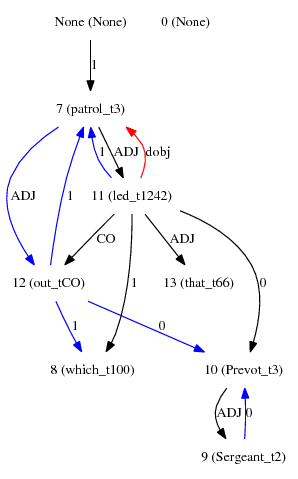 None (None) 0 (None)
1
7 (patrol_t3)
ADJ 1 1 ADJ dobj
11 (led_t1242)
CO ADJ
12 (out_tCO) 13 (that_t66)
1 0 1 0
8 (which_t100) 10 (Prevot_t3)
ADJ 0
9 (Sergeant_t2)